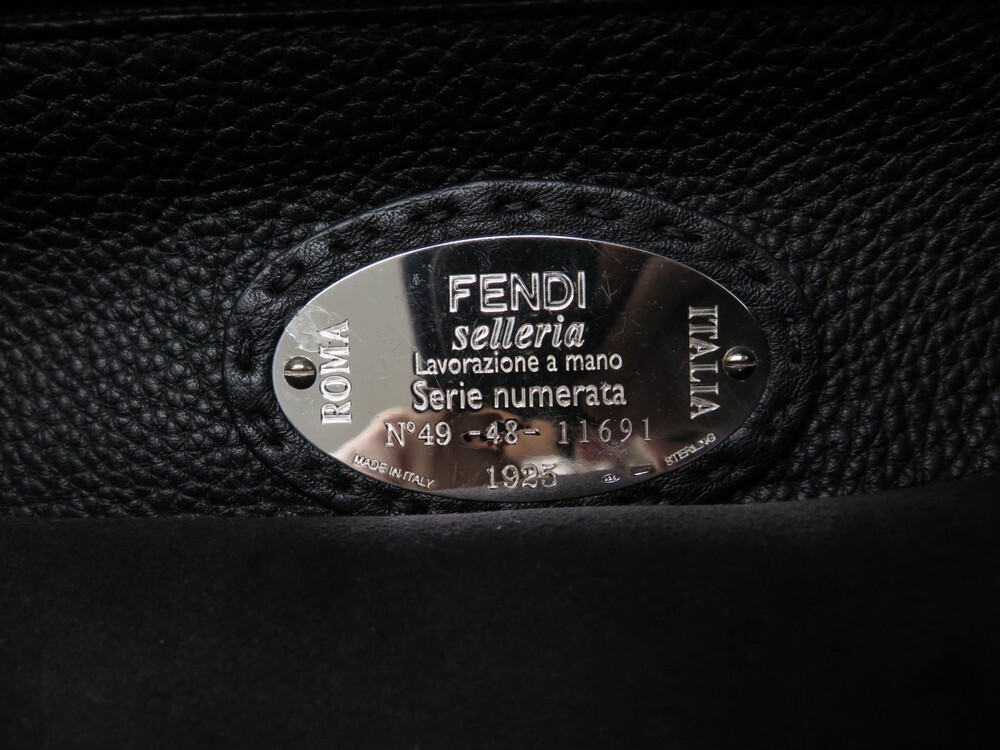 FENDI
selleria
Lavorazione a mano
Serie numerata
N°49 -48- 11691
1925
ROMA
ITALIA
MADE IN ITALY
STERLING